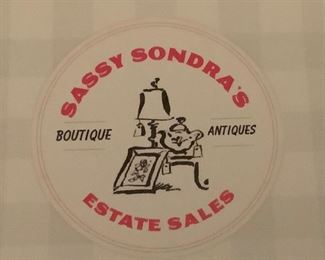 SASSY SONDRA'S
BOUTIQUE
ANTIQUES
ESTATE SALES